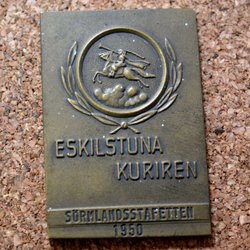 ESKILSTUNA
KURIREN
SÖRMLANDSSTAFETTEN
1950